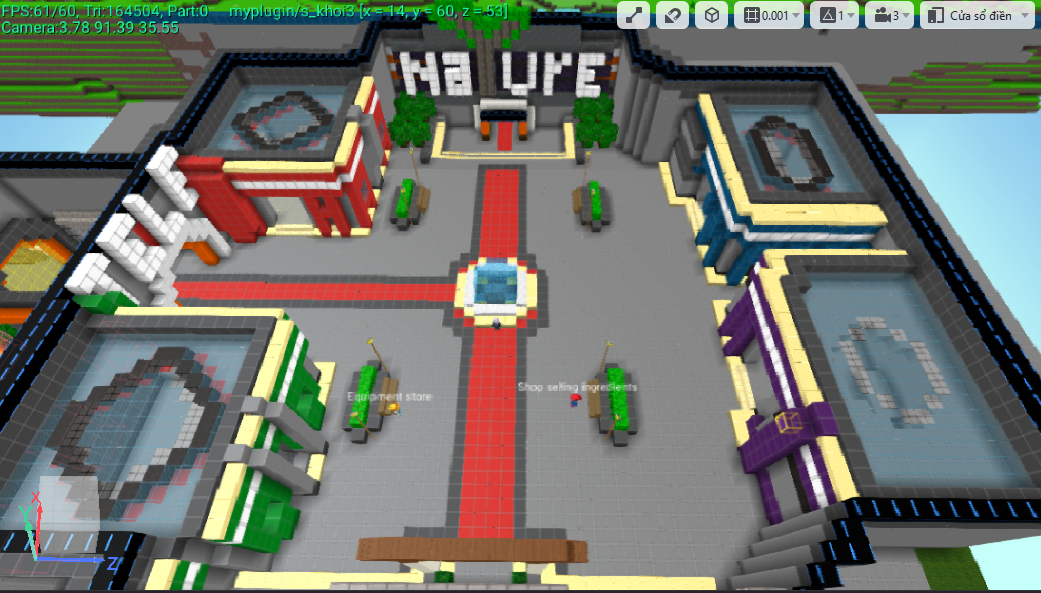 FPS:61/60, Tri:164504, Part:0 myplugin/s_khoi3 [x = 14, y = 60, z = 53]
Camera:3.78 91.39 35.55
0.001
1
3
Cửa sổ điền
Equipment store
Shop selling ingredients
X
Y
Z